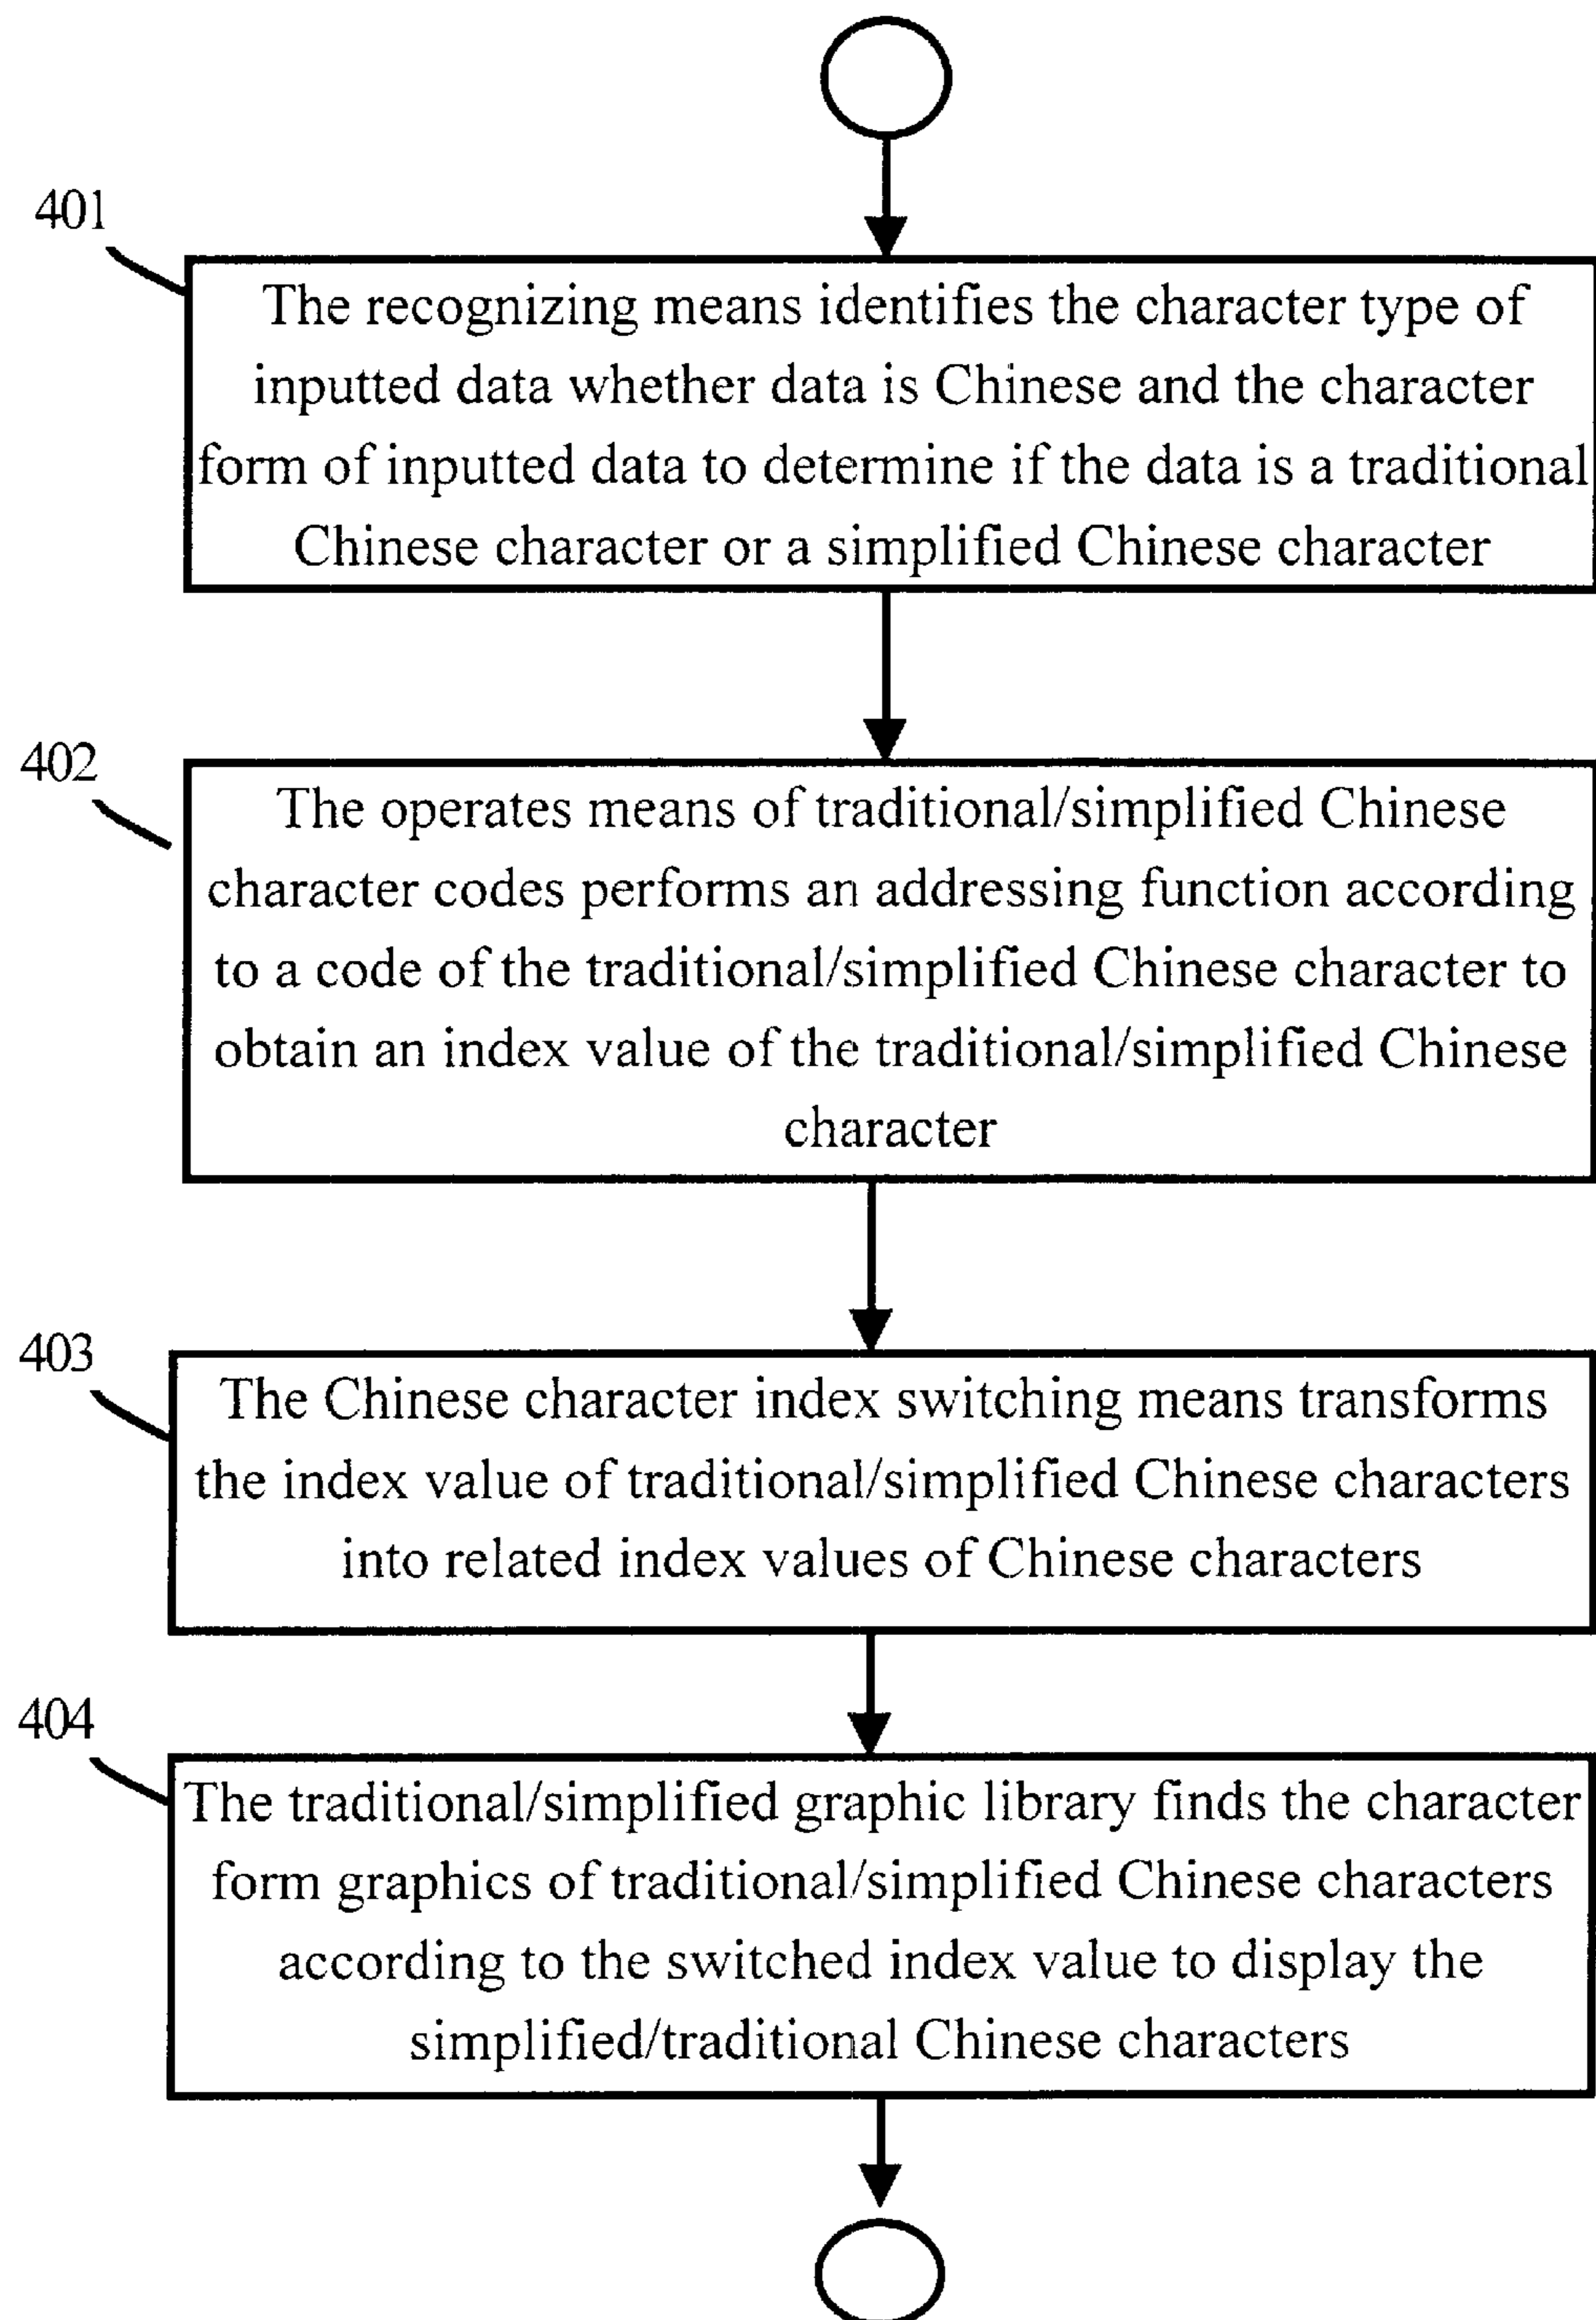 401
The recognizing means identifies the character type of
inputted data whether data is Chinese and the character
form of inputted data to determine if the data is a traditional
Chinese character or a simplified Chinese character
402
The operates means of traditional/simplified Chinese
character codes performs an addressing function according
to a code of the traditional/simplified Chinese character to
obtain an index value of the traditional/simplified Chinese
character
403
The Chinese character index switching means transforms
the index value of traditional/simplified Chinese characters
into related index values of Chinese characters
404
The traditional/simplified graphic library finds the character
form graphics of traditional/simplified Chinese characters
according to the switched index value to display the
simplified/traditional Chinese characters